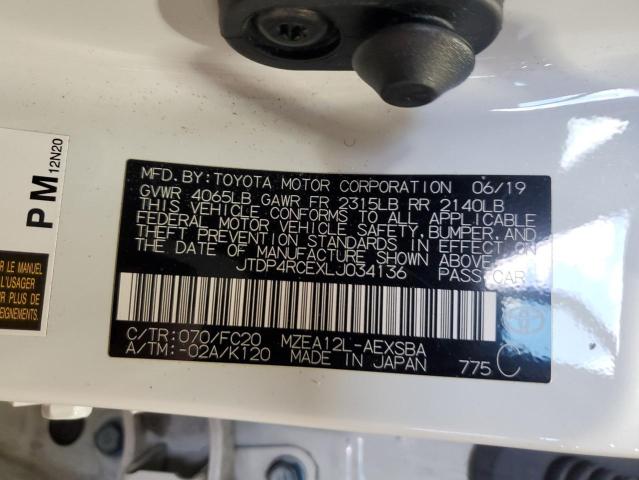 PM
12N20
R LE MANUEL
L'USAGER
R PLUS DE
EIGNEMENTS.
MFD.BY:TOYOTA MOTOR CORPORATION 06/19
GVWR 4065LB GAWR FR 2315LB RR 2140LB
THIS VEHICLE CONFORMS TO ALL APPLICABLE
FEDERAL MOTOR VEHICLE SAFETY,BUMPER,AND
THEFT PREVENTION STANDARDS IN EFFECT ON
THE DATE OF MANUFACTURE SHOWN ABOVE.
JTDP4RCEXLJ034136 PASS.CAR
C/TR:070/FC20 MZEA12L-AEXSBA
A/TM:-02A/K120 MADE IN JAPAN 775 C